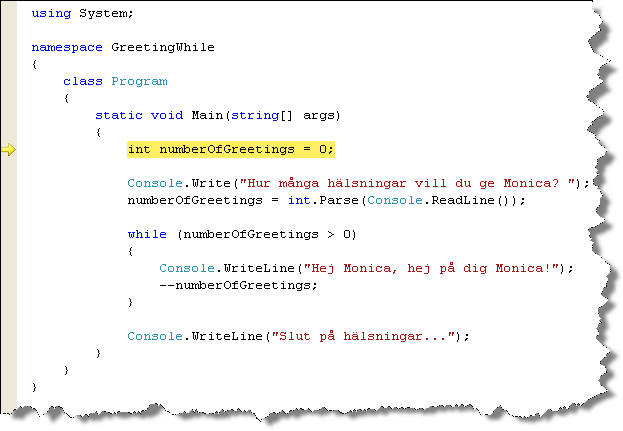 using System;
namespace GreetingWhile
{
class Program
{
static void Main(string[] args)
{
int numberOfGreetings = 0;
Console.Write("Hur många hälsningar vill du ge Monica? ");
numberOfGreetings = int.Parse(Console.ReadLine());
while (numberOfGreetings > 0)
{
Console.WriteLine("Hej Monica, hej på dig Monica!");
--numberOfGreetings;
}
Console.WriteLine("Slut på hälsningar...");
}
}
}